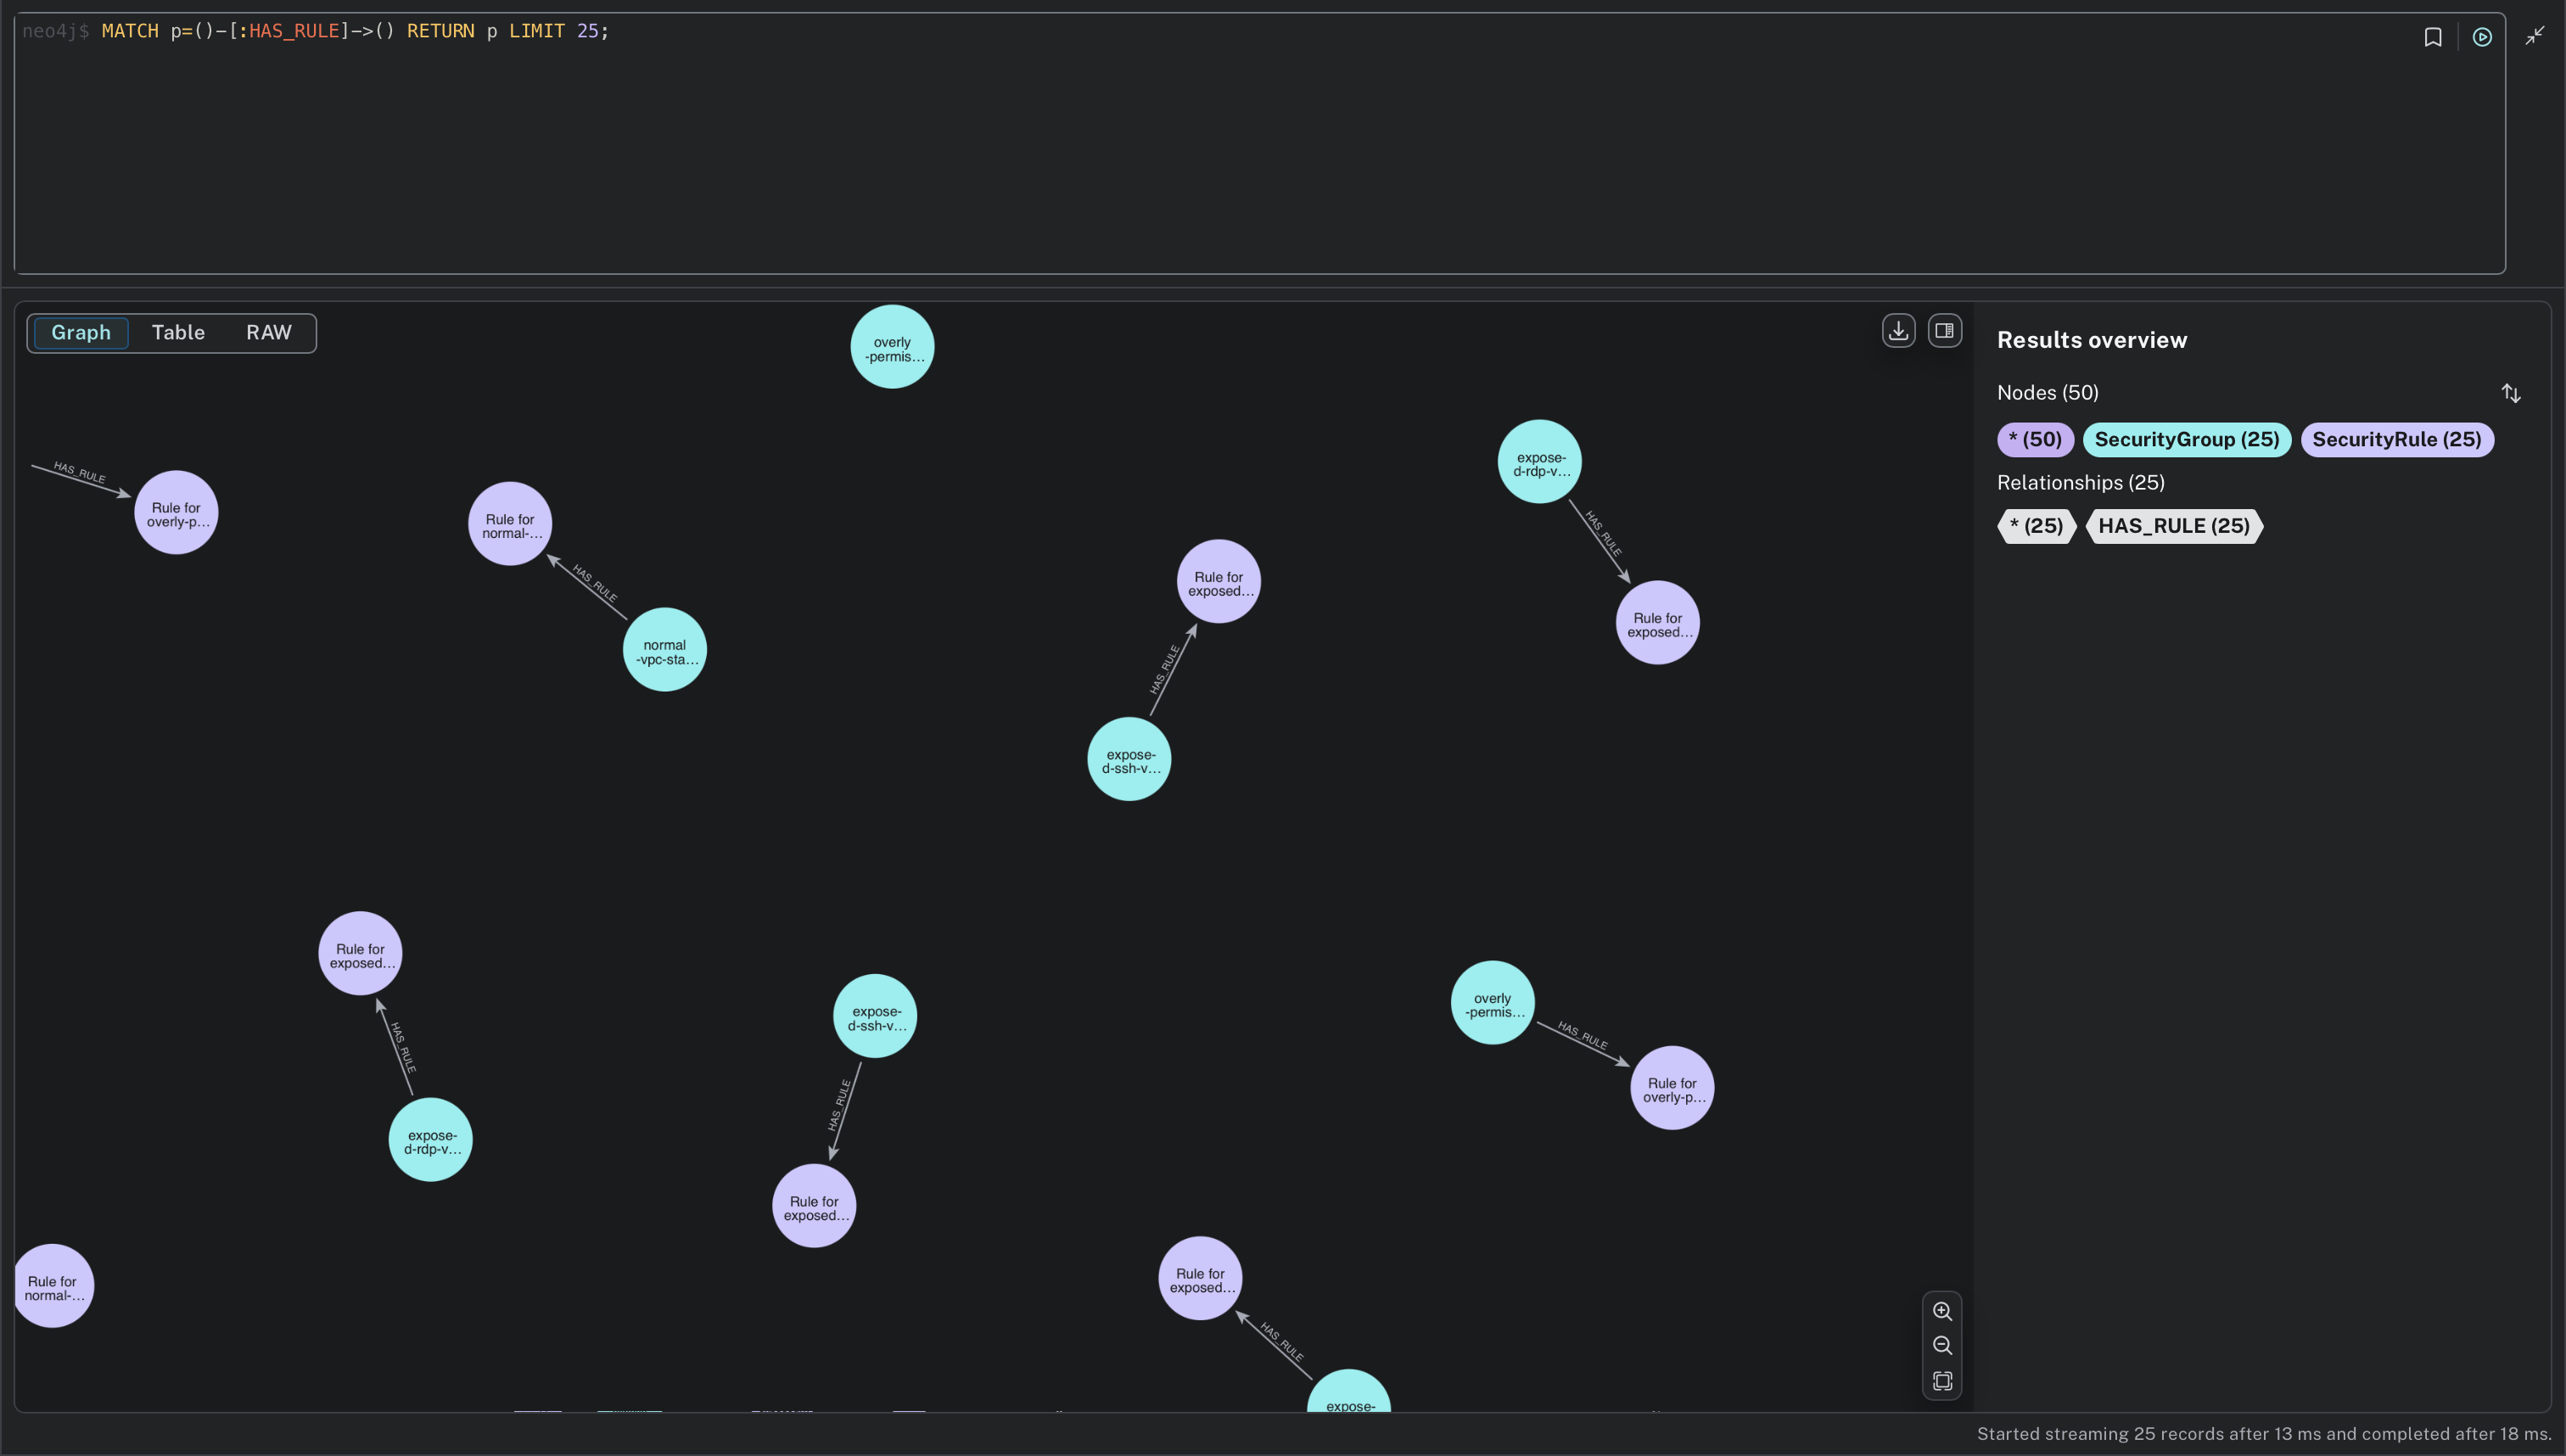 neo4j$ MATCH p=()-[:HAS_RULE]->() RETURN p LIMIT 25;
Graph
Table
RAW
overly
-permis...
HAS_RULE
Rule for
overly-p...
Rule for
normal-...
HAS_RULE
normal
-vpc-sta...
Rule for
exposed...
HAS_RULE
expose-
d-ssh-v...
expose-
d-rdp-v...
HAS_RULE
Rule for
exposed...
Rule for
exposed...
HAS_RULE
expose-
d-rdp-v...
expose-
d-ssh-v...
HAS_RULE
Rule for
exposed...
overly
-permis...
HAS_RULE
Rule for
overly-p...
Rule for
normal-...
Rule for
exposed...
HAS_RULE
expose-
Results overview
Nodes (50)
* (50)
SecurityGroup (25)
SecurityRule (25)
Relationships (25)
* (25)
HAS_RULE (25)
Started streaming 25 records after 13 ms and completed after 18 ms.